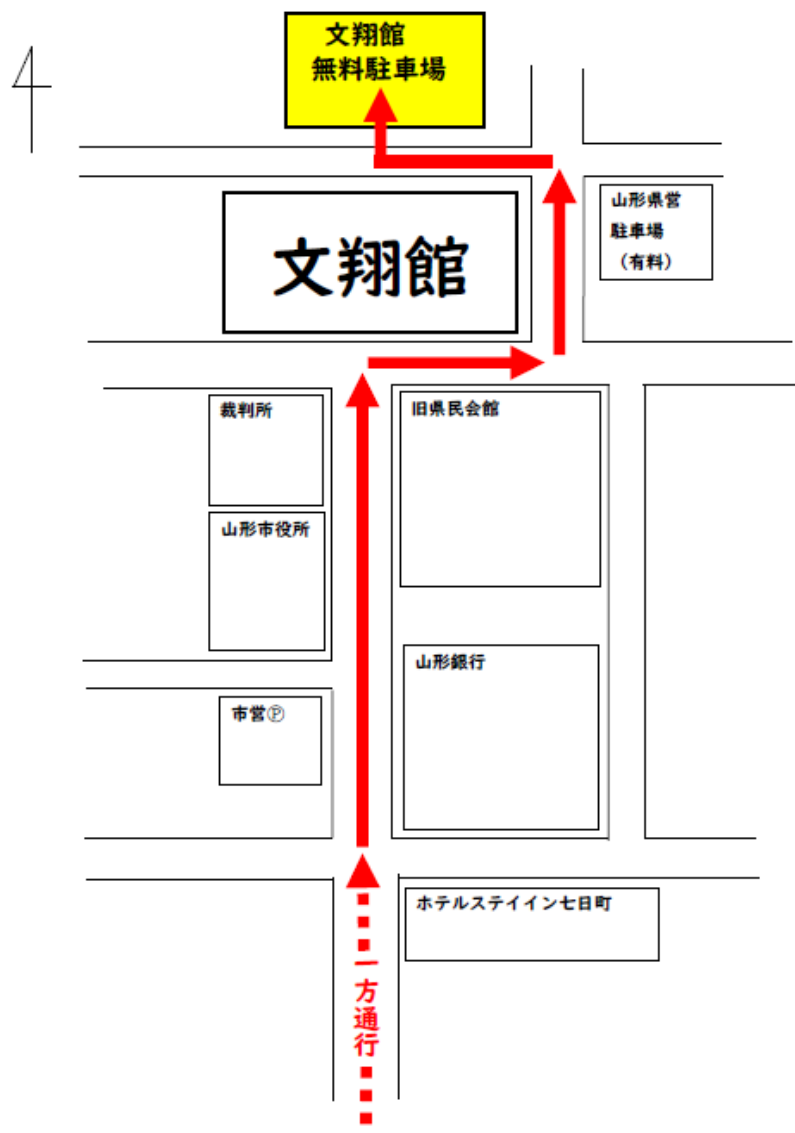 文翔館
無料駐車場
山形県営
駐車場
（有料）
文翔館
裁判所
旧県民会館
山形市役所
山形銀行
市営Ⓟ
ホテルステイイン七日町
一方通行